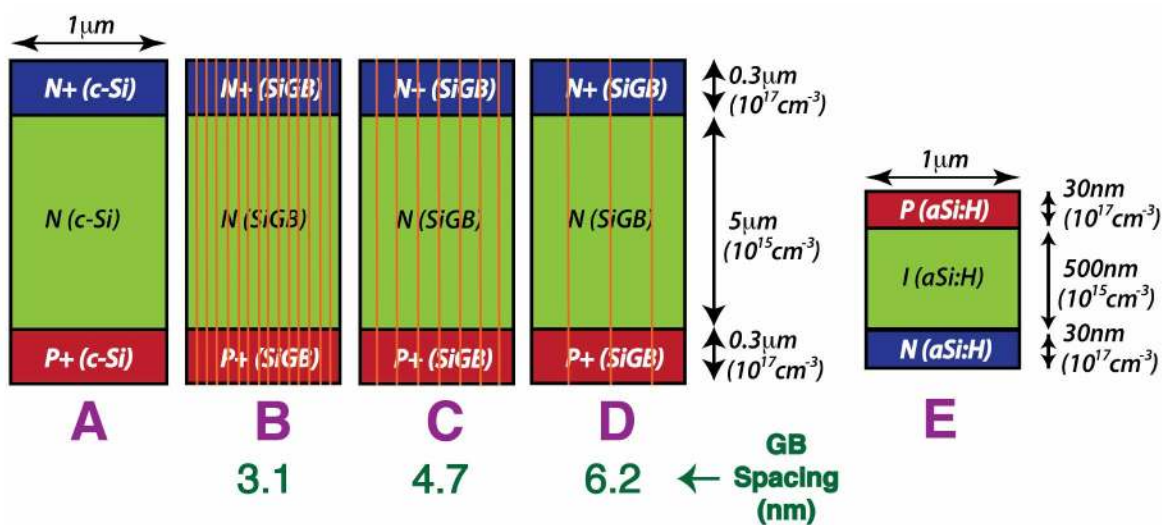 1μm
N+ (c-Si)
N (c-Si)
P+ (c-Si)
A
N+ (SiGB)
N (SiGB)
P+ (SiGB)
B
3.1
N+ (SiGB)
N (SiGB)
P+ (SiGB)
C
4.7
N+ (SiGB)
N (SiGB)
P+ (SiGB)
D
6.2
0.3μm
(10¹⁷cm⁻³)
5μm
(10¹⁵cm⁻³)
0.3μm
(10¹⁷cm⁻³)
GB
Spacing
(nm)
1μm
P (aSi:H)
I (aSi:H)
N (aSi:H)
E
30nm
(10¹⁷cm⁻³)
500nm
(10¹⁵cm⁻³)
30nm
(10¹⁷cm⁻³)